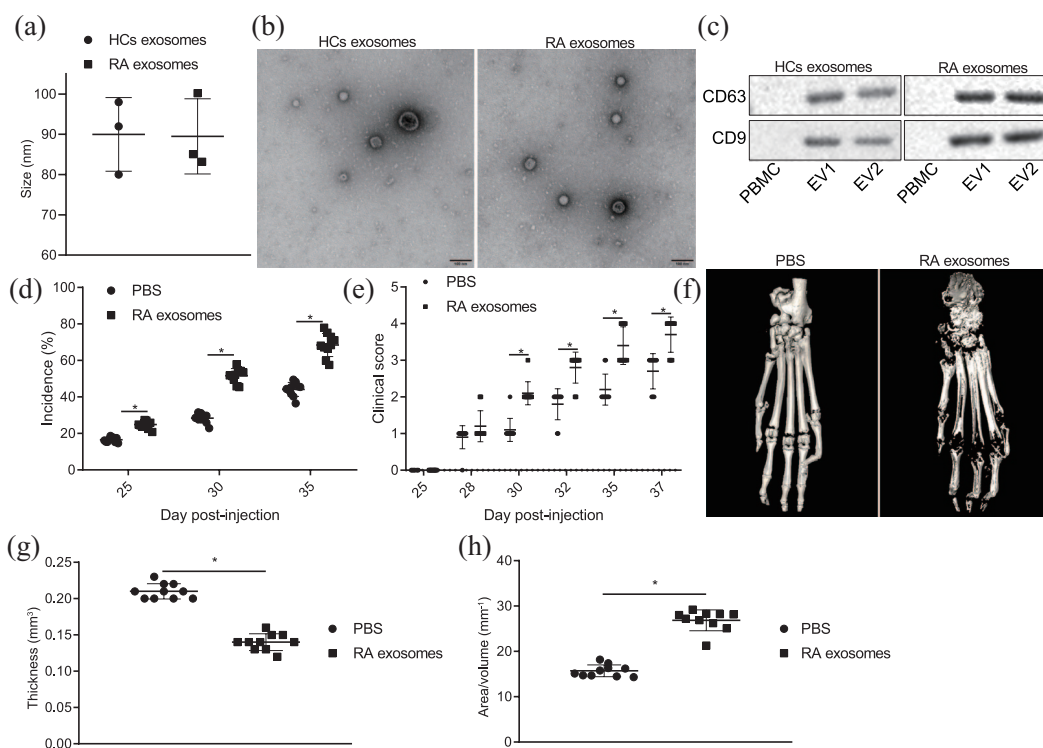 (a)
HCs exosomes
RA exosomes
100
90
80
70
60
Size (nm)
(b)
HCs exosomes
RA exosomes
(c)
HCs exosomes
RA exosomes
CD63
CD9
PBMC
EV1
EV2
PBMC
EV1
EV2
(d)
PBS
RA exosomes
100
80
60
40
20
0
Incidence (%)
*
*
*
25
30
35
Day post-injection
(e)
PBS
RA exosomes
5
4
3
2
1
0
Clinical score
*
*
*
*
25
28
30
32
35
37
Day post-injection
(f)
PBS
RA exosomes
(g)
0.25
0.20
0.15
0.10
0.05
0.00
Thickness (mm³)
*
PBS
RA exosomes
(h)
40
30
20
10
0
Area/volume (mm⁻¹)
*
PBS
RA exosomes